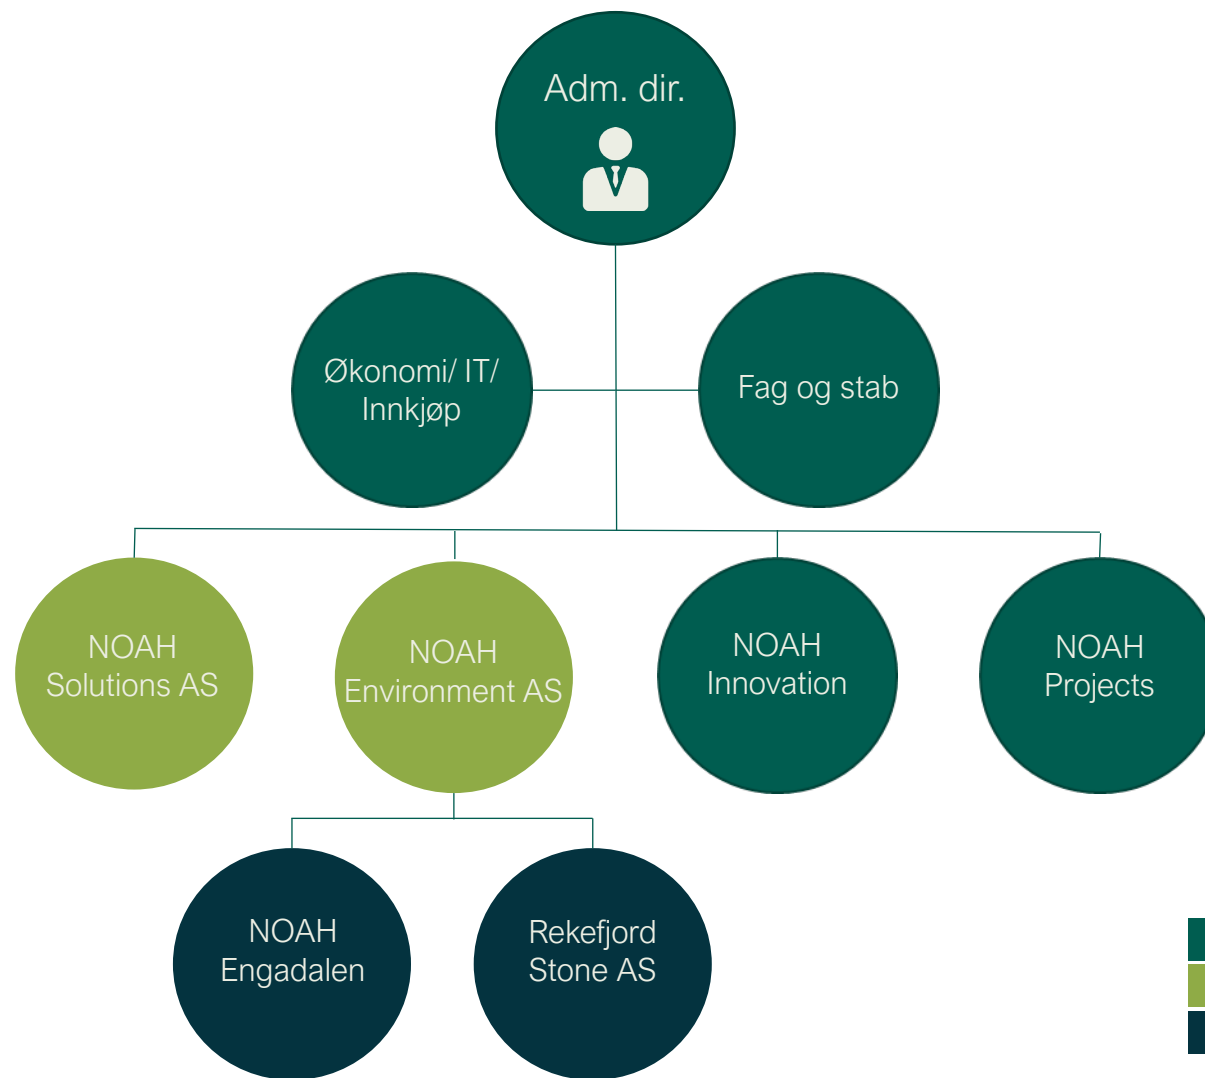 Adm. dir.
Økonomi/ IT/
Innkjøp
Fag og stab
NOAH
Solutions AS
NOAH
Environment AS
NOAH
Innovation
NOAH
Projects
NOAH
Engadalen
Rekefjord
Stone AS